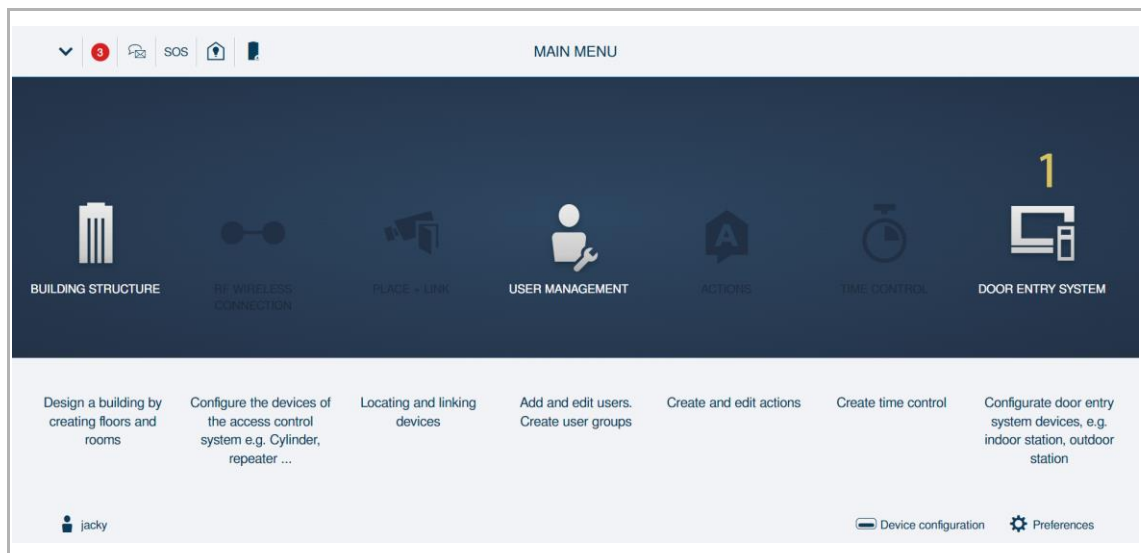 3
SOS
MAIN MENU
1
BUILDING STRUCTURE
RF WIRELESS
CONNECTION
PLACE + LINK
USER MANAGEMENT
ACTIONS
TIME CONTROL
DOOR ENTRY SYSTEM
Design a building by
creating floors and
rooms
Configure the devices of
the access control
system e.g. Cylinder,
repeater ...
Locating and linking
devices
Add and edit users.
Create user groups
Create and edit actions
Create time control
Configurate door entry
system devices, e.g.
indoor station, outdoor
station
jacky
Device configuration
Preferences